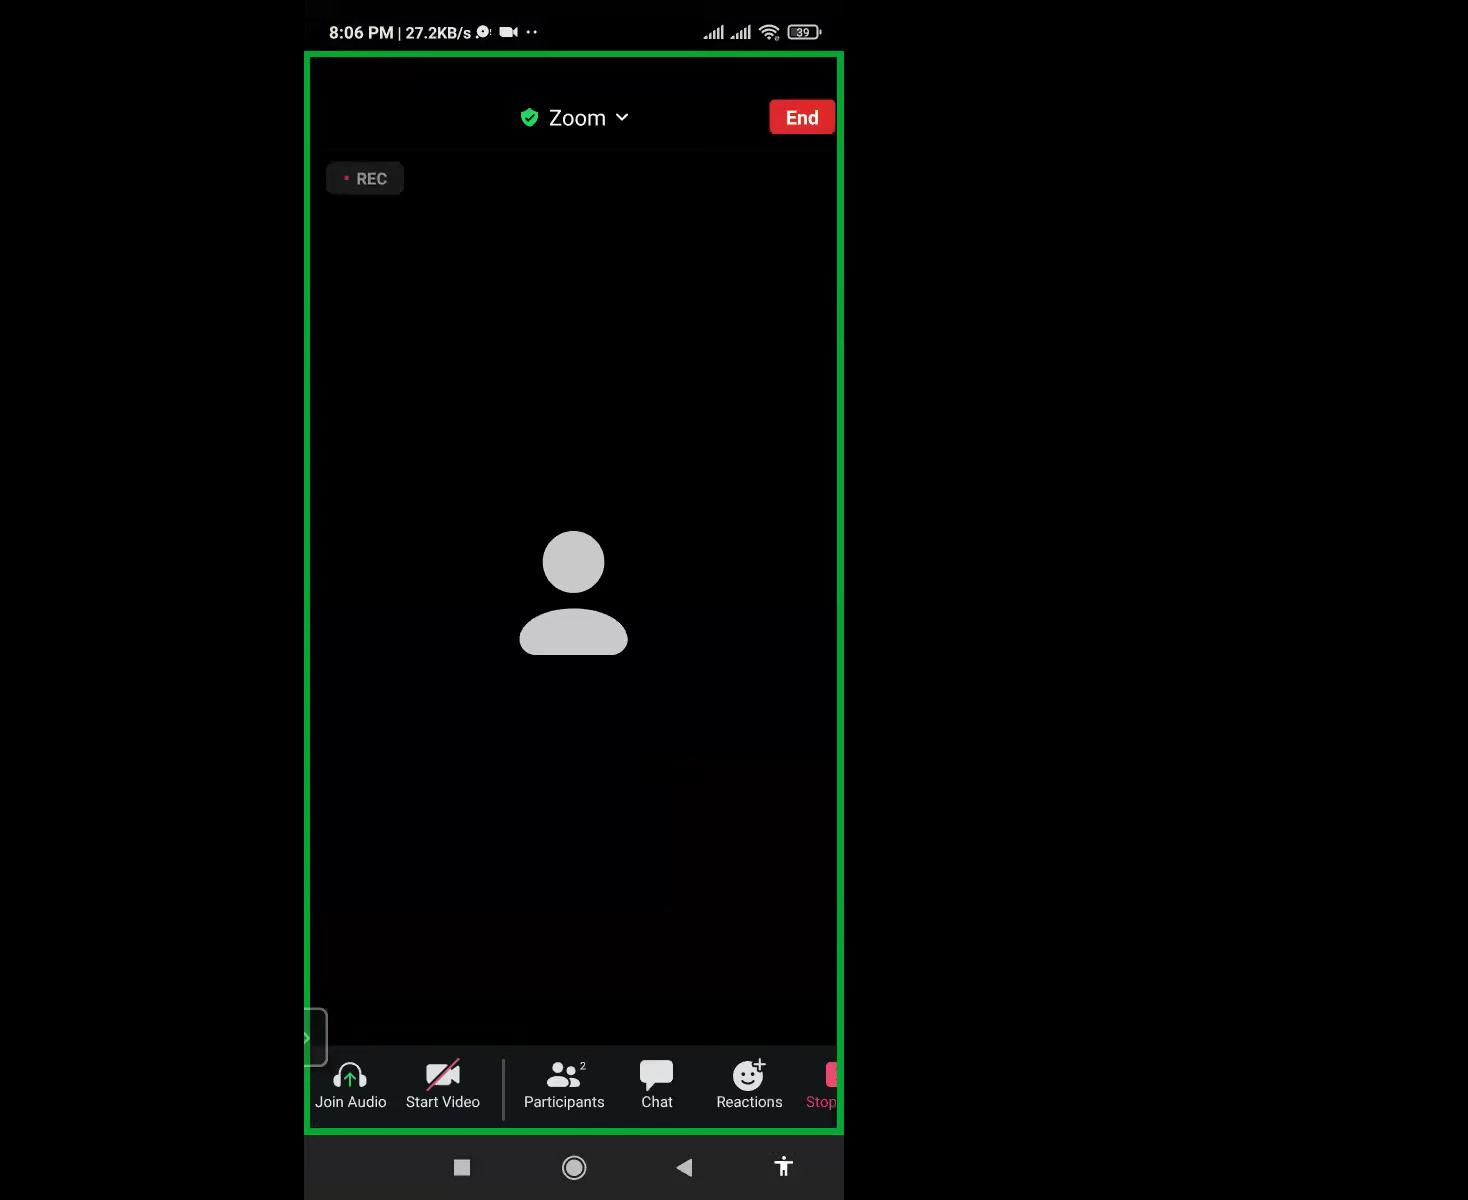 8:06 PM | 27.2KB/s
39
Zoom
End
REC
2
Join Audio
Start Video
Participants
Chat
Reactions
Stop